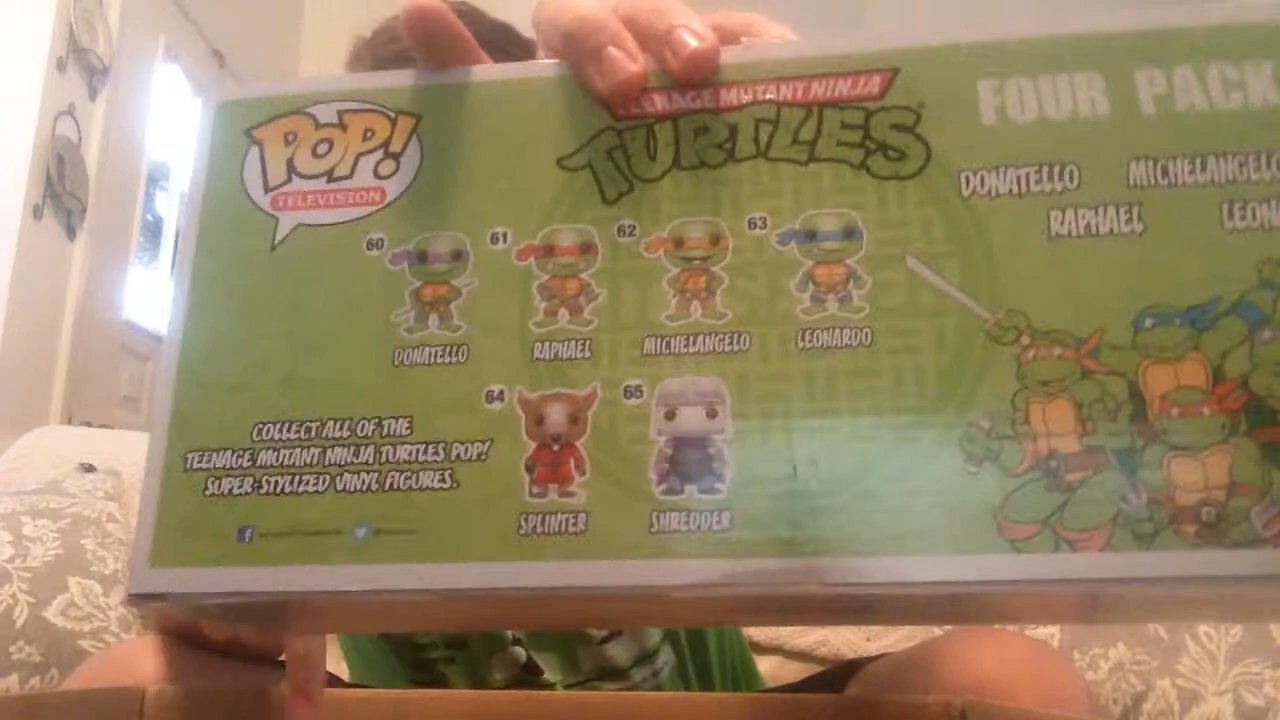 POP!
TELEVISION
TEENAGE MUTANT NINJA
TURTLES
FOUR PACK
DONATELLO MICHELANGELO
RAPHAEL LEON
60 61 62 63
DONATELLO RAPHAEL MICHELANGELO LEONARDO
64 65
SPLINTER SHREDDER
COLLECT ALL OF THE
TEENAGE MUTANT NINJA TURTLES POP!
SUPER-STYLIZED VINYL FIGURES.
f